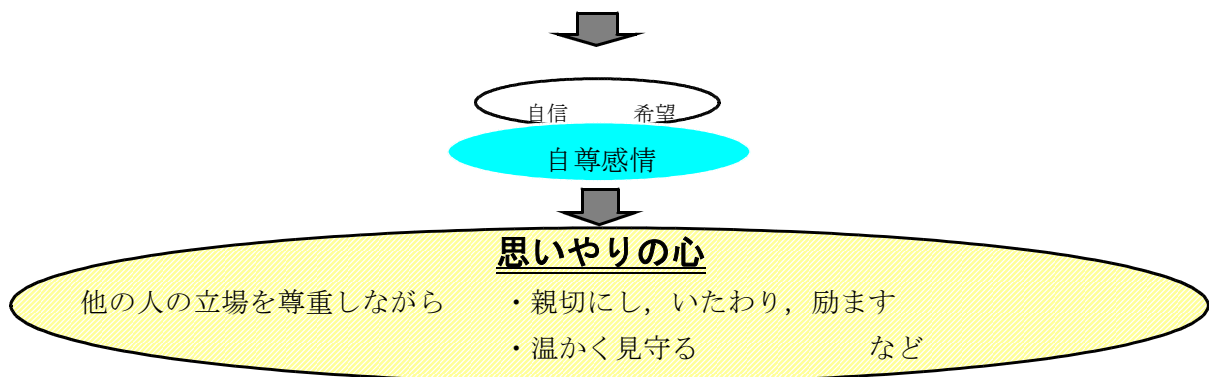 自信 希望
自尊感情
思いやりの心
他の人の立場を尊重しながら ・親切にし，いたわり，励ます
・温かく見守る など